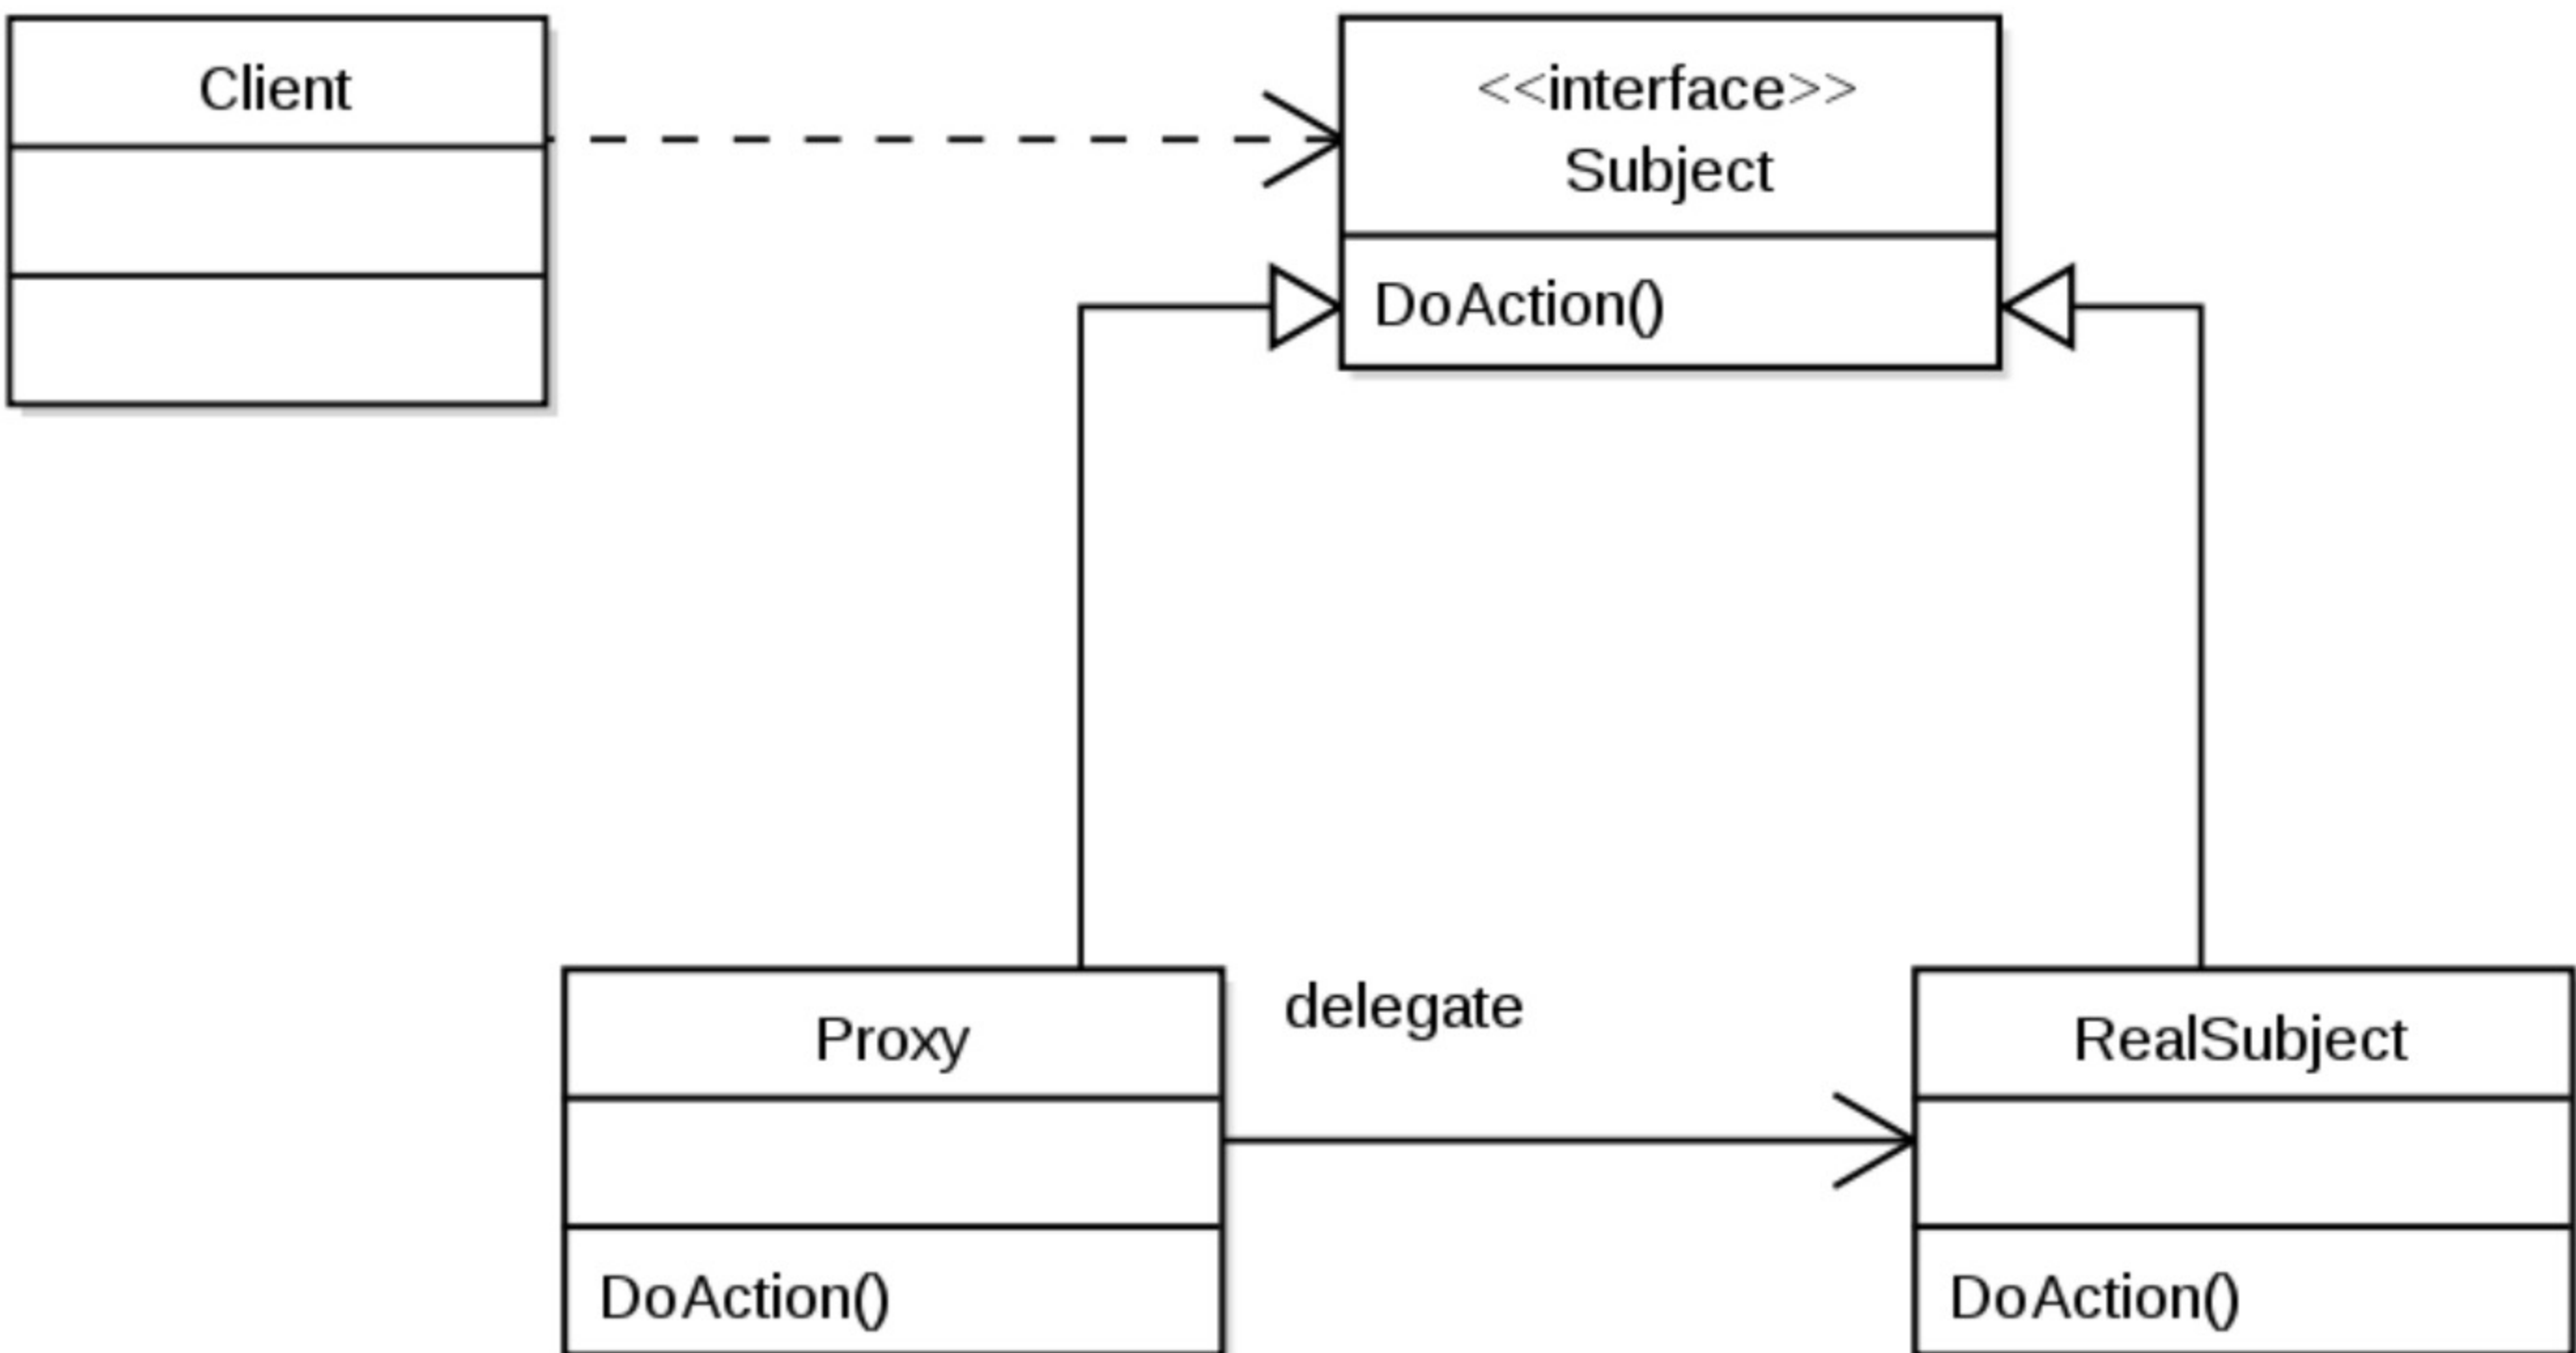 Client
<<interface>>
Subject
DoAction()
Proxy
delegate
RealSubject
DoAction()
DoAction()